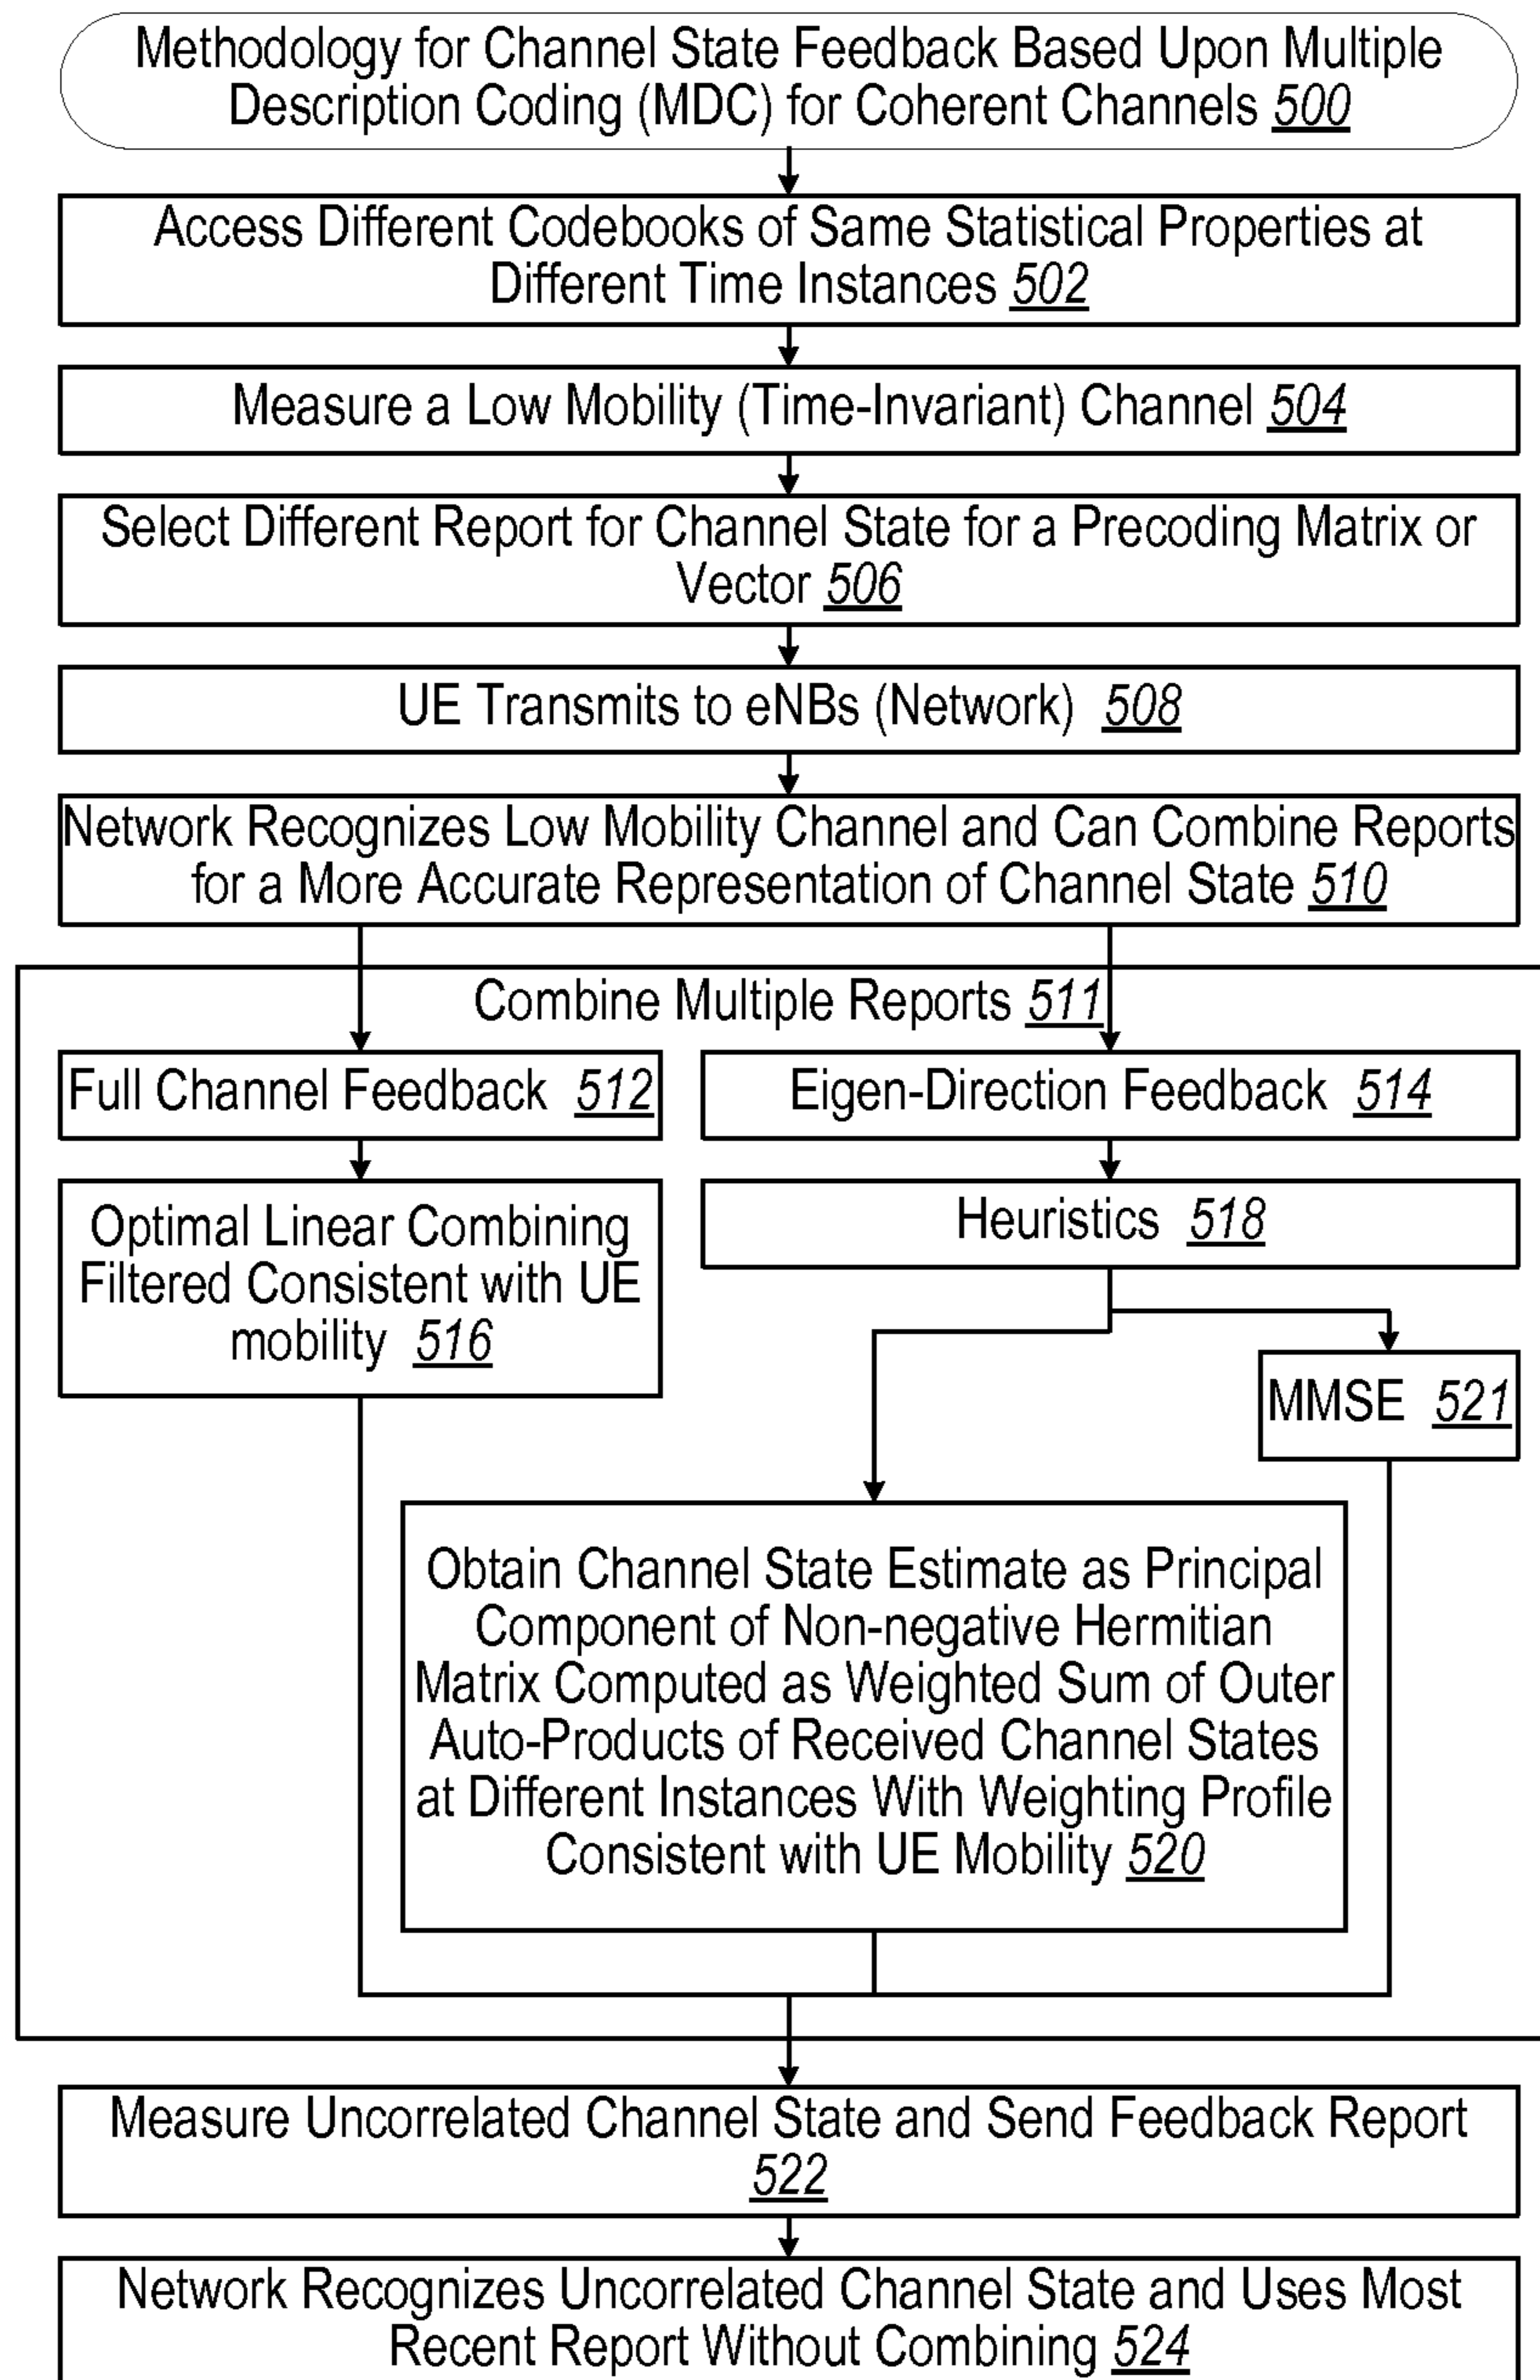 Methodology for Channel State Feedback Based Upon Multiple
Description Coding (MDC) for Coherent Channels 500
Access Different Codebooks of Same Statistical Properties at
Different Time Instances 502
Measure a Low Mobility (Time-Invariant) Channel 504
Select Different Report for Channel State for a Precoding Matrix or
Vector 506
UE Transmits to eNBs (Network) 508
Network Recognizes Low Mobility Channel and Can Combine Reports
for a More Accurate Representation of Channel State 510
Combine Multiple Reports 511
Full Channel Feedback 512
Eigen-Direction Feedback 514
Optimal Linear Combining
Filtered Consistent with UE
mobility 516
Heuristics 518
MMSE 521
Obtain Channel State Estimate as Principal
Component of Non-negative Hermitian
Matrix Computed as Weighted Sum of Outer
Auto-Products of Received Channel States
at Different Instances With Weighting Profile
Consistent with UE Mobility 520
Measure Uncorrelated Channel State and Send Feedback Report
522
Network Recognizes Uncorrelated Channel State and Uses Most
Recent Report Without Combining 524